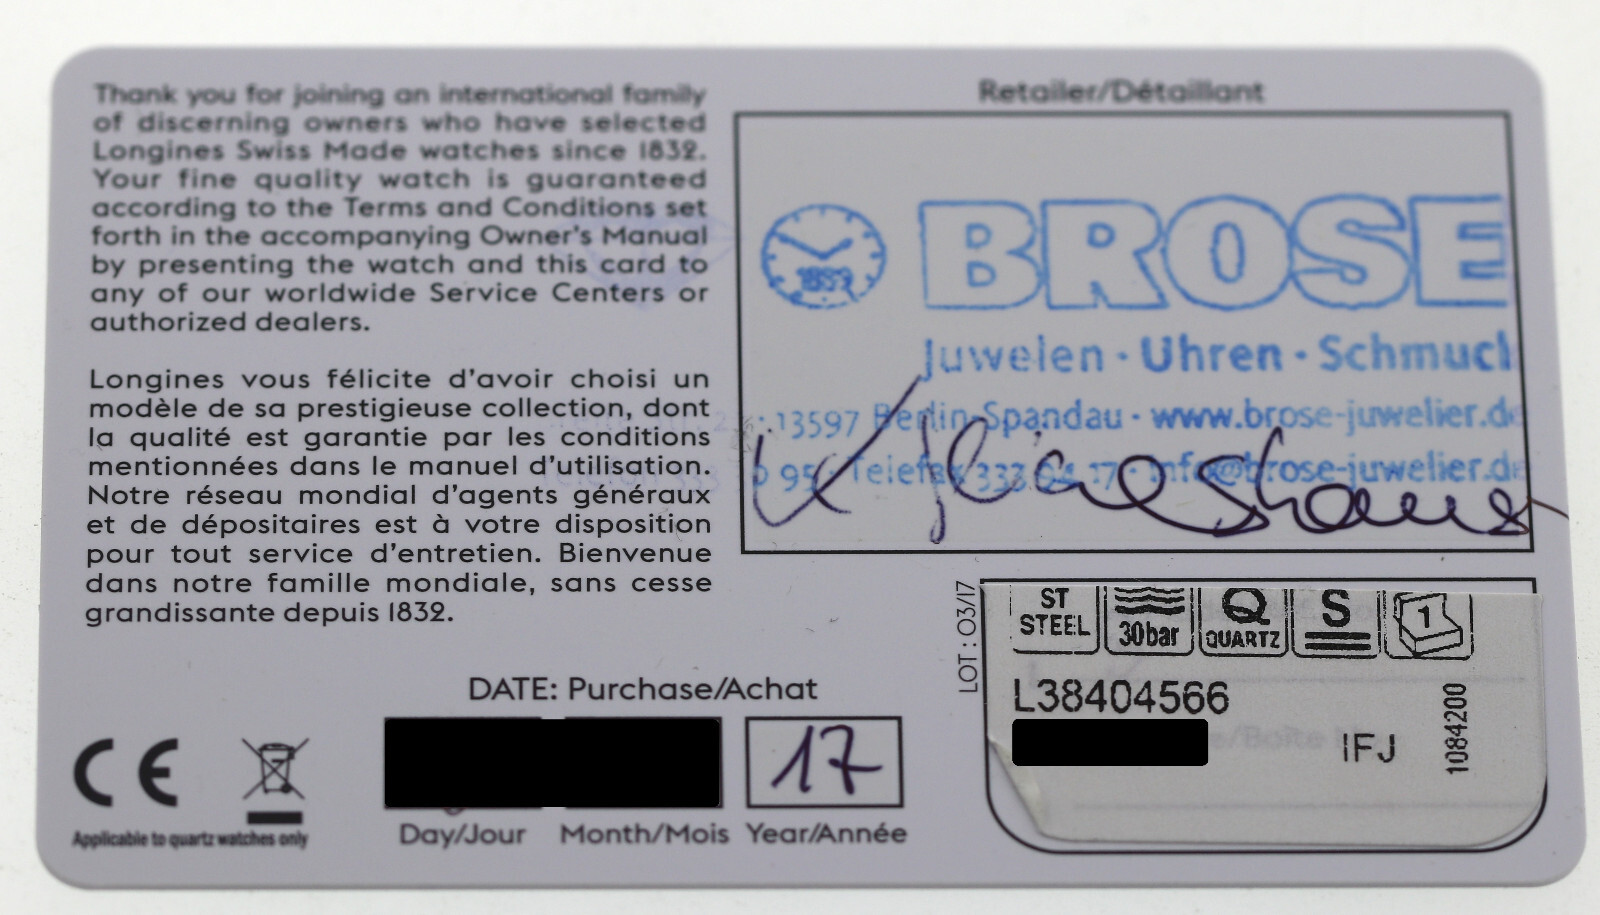 Thank you for joining an international family
of discerning owners who have selected
Longines Swiss Made watches since 1832.
Your fine quality watch is guaranteed
according to the Terms and Conditions set
forth in the accompanying Owner's Manual
by presenting the watch and this card to
any of our worldwide Service Centers or
authorized dealers.
Longines vous félicite d'avoir choisi un
modèle de sa prestigieuse collection, dont
la qualité est garantie par les conditions
mentionnées dans le manuel d'utilisation.
Notre réseau mondial d'agents généraux
et de dépositaires est à votre disposition
pour tout service d'entretien. Bienvenue
dans notre famille mondiale, sans cesse
grandissante depuis 1832.
Retailer/Détaillant
BROSE
Juwelen · Uhren · Schmuck
13597 Berlin-Spandau · www.brose-juwelier.de
95 · Telefax 333 04 17 · info@brose-juwelier.de
DATE: Purchase/Achat
17
Day/Jour Month/Mois Year/Année
CE
Applicable to quartz watches only
LOT: 03/17
ST STEEL 30bar Q QUARTZ S 1
L38404566
IFJ
1084200